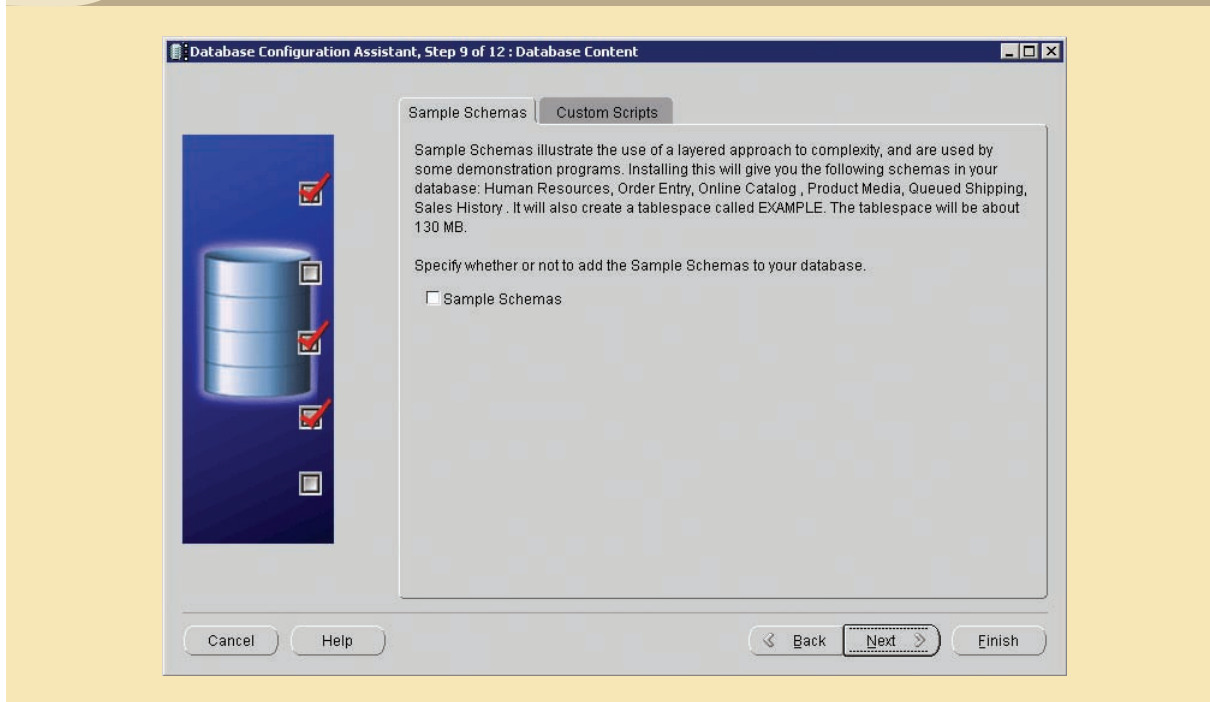 Database Configuration Assistant, Step 9 of 12 : Database Content
Sample Schemas
Custom Scripts
Sample Schemas illustrate the use of a layered approach to complexity, and are used by
some demonstration programs. Installing this will give you the following schemas in your
database: Human Resources, Order Entry, Online Catalog , Product Media, Queued Shipping,
Sales History . It will also create a tablespace called EXAMPLE. The tablespace will be about
130 MB.
Specify whether or not to add the Sample Schemas to your database.
Sample Schemas
Cancel
Help
Back
Next
Finish